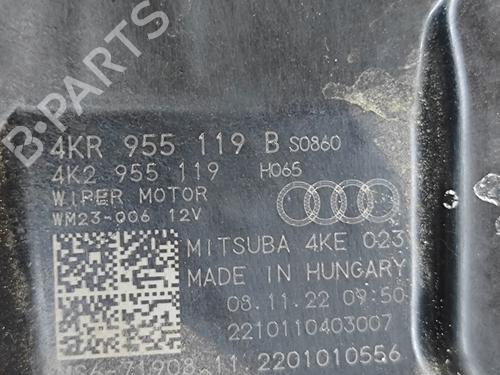 B-PARTS
4KR 955 119 B S0860
4K2 955 119 H065
WIPER MOTOR
WM23-006 12V
MITSUBA 4KE 023
MADE IN HUNGARY
08.11.22 09:50
2210110403007
71908.11 2201010556